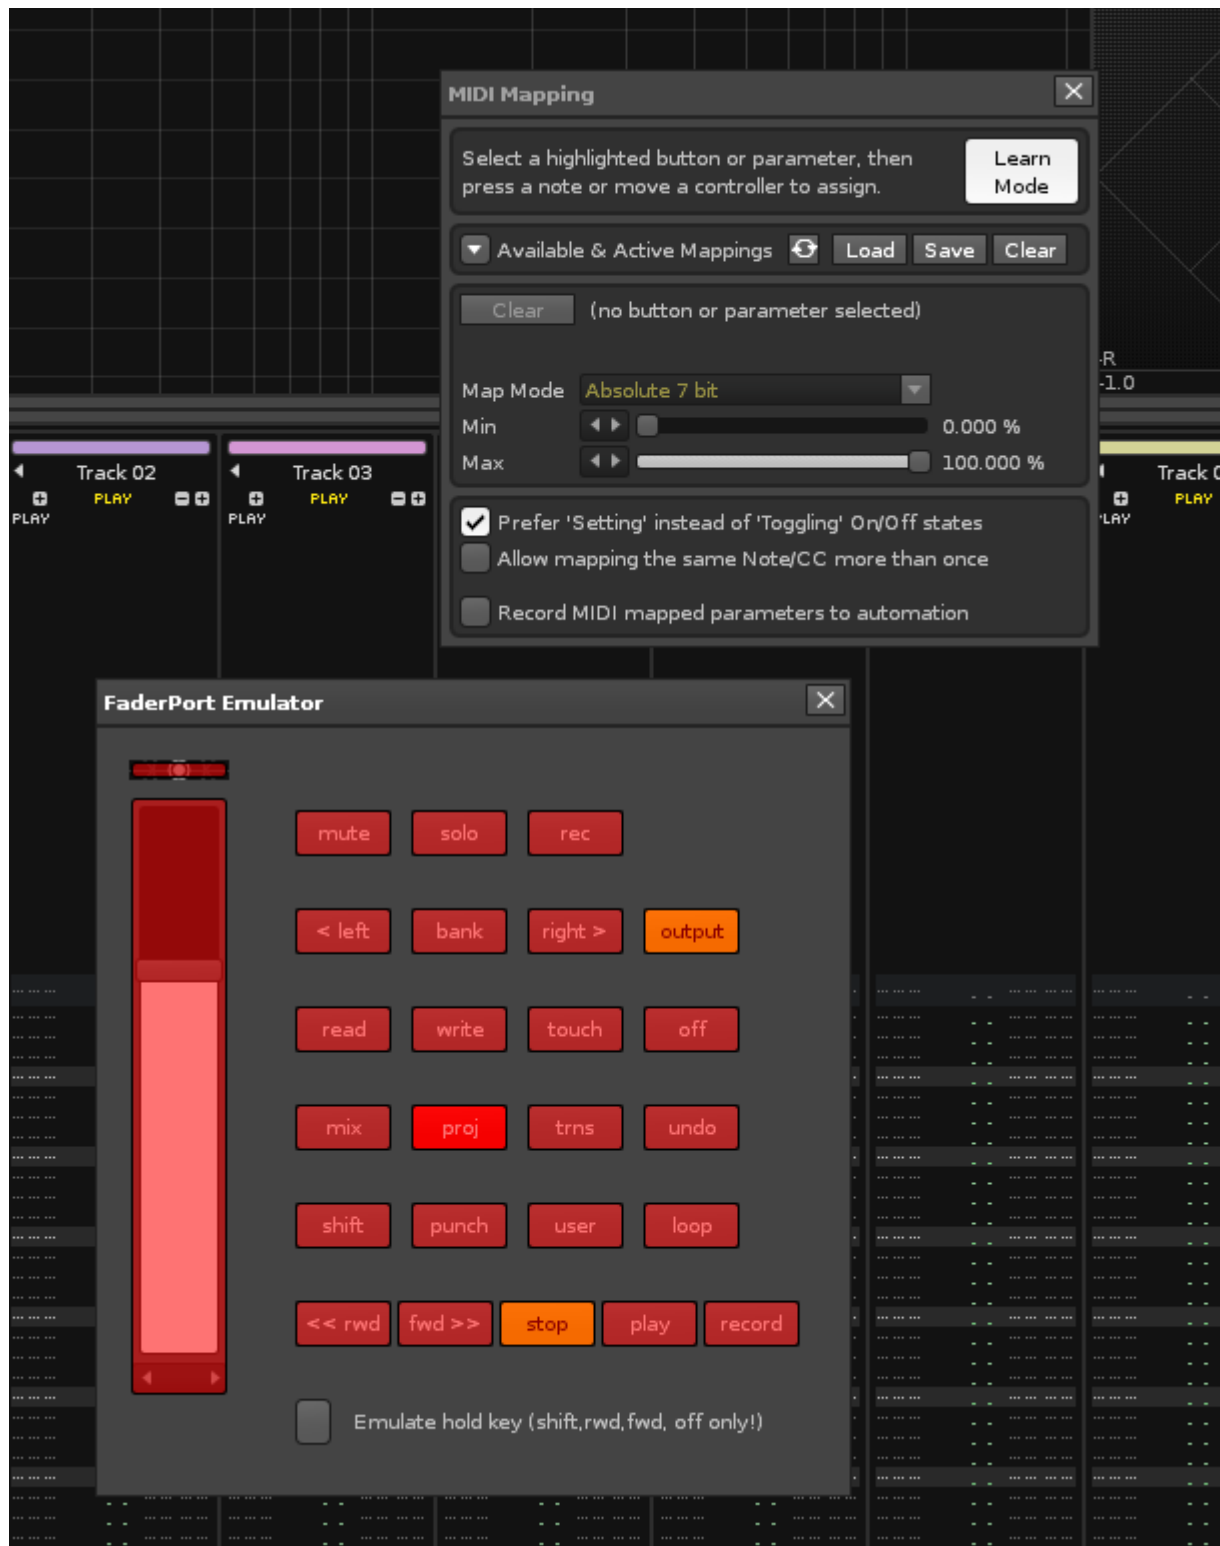 MIDI Mapping
Select a highlighted button or parameter, then
press a note or move a controller to assign.
Learn
Mode
Available & Active Mappings Load Save Clear
Clear (no button or parameter selected)
-R
Map Mode Absolute 7 bit
-1.0
Min 0.000 %
Max 100.000 %
Track 02 Track 03
PLAY PLAY PLAY
PLAY PLAY
Prefer 'Setting' instead of 'Toggling' On/Off states
Allow mapping the same Note/CC more than once
Record MIDI mapped parameters to automation
FaderPort Emulator
mute solo rec
< left bank right > output
read write touch off
mix proj trns undo
shift punch user loop
<< rwd fwd >> stop play record
Emulate hold key (shift,rwd,fwd, off only!)